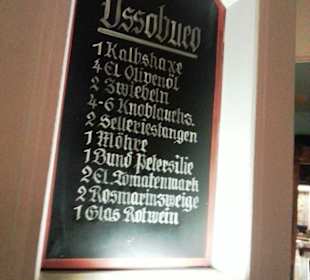 Ossobuco
1 Kalbshaxe
4 EL Olivenöl
2 Zwiebeln
4-6 Knoblauchs.
2 Selleriestangen
1 Möhre
1 Bund Petersilie
2 EL Tomatenmark
2 Rosmarinzweige
1 Glas Rotwein